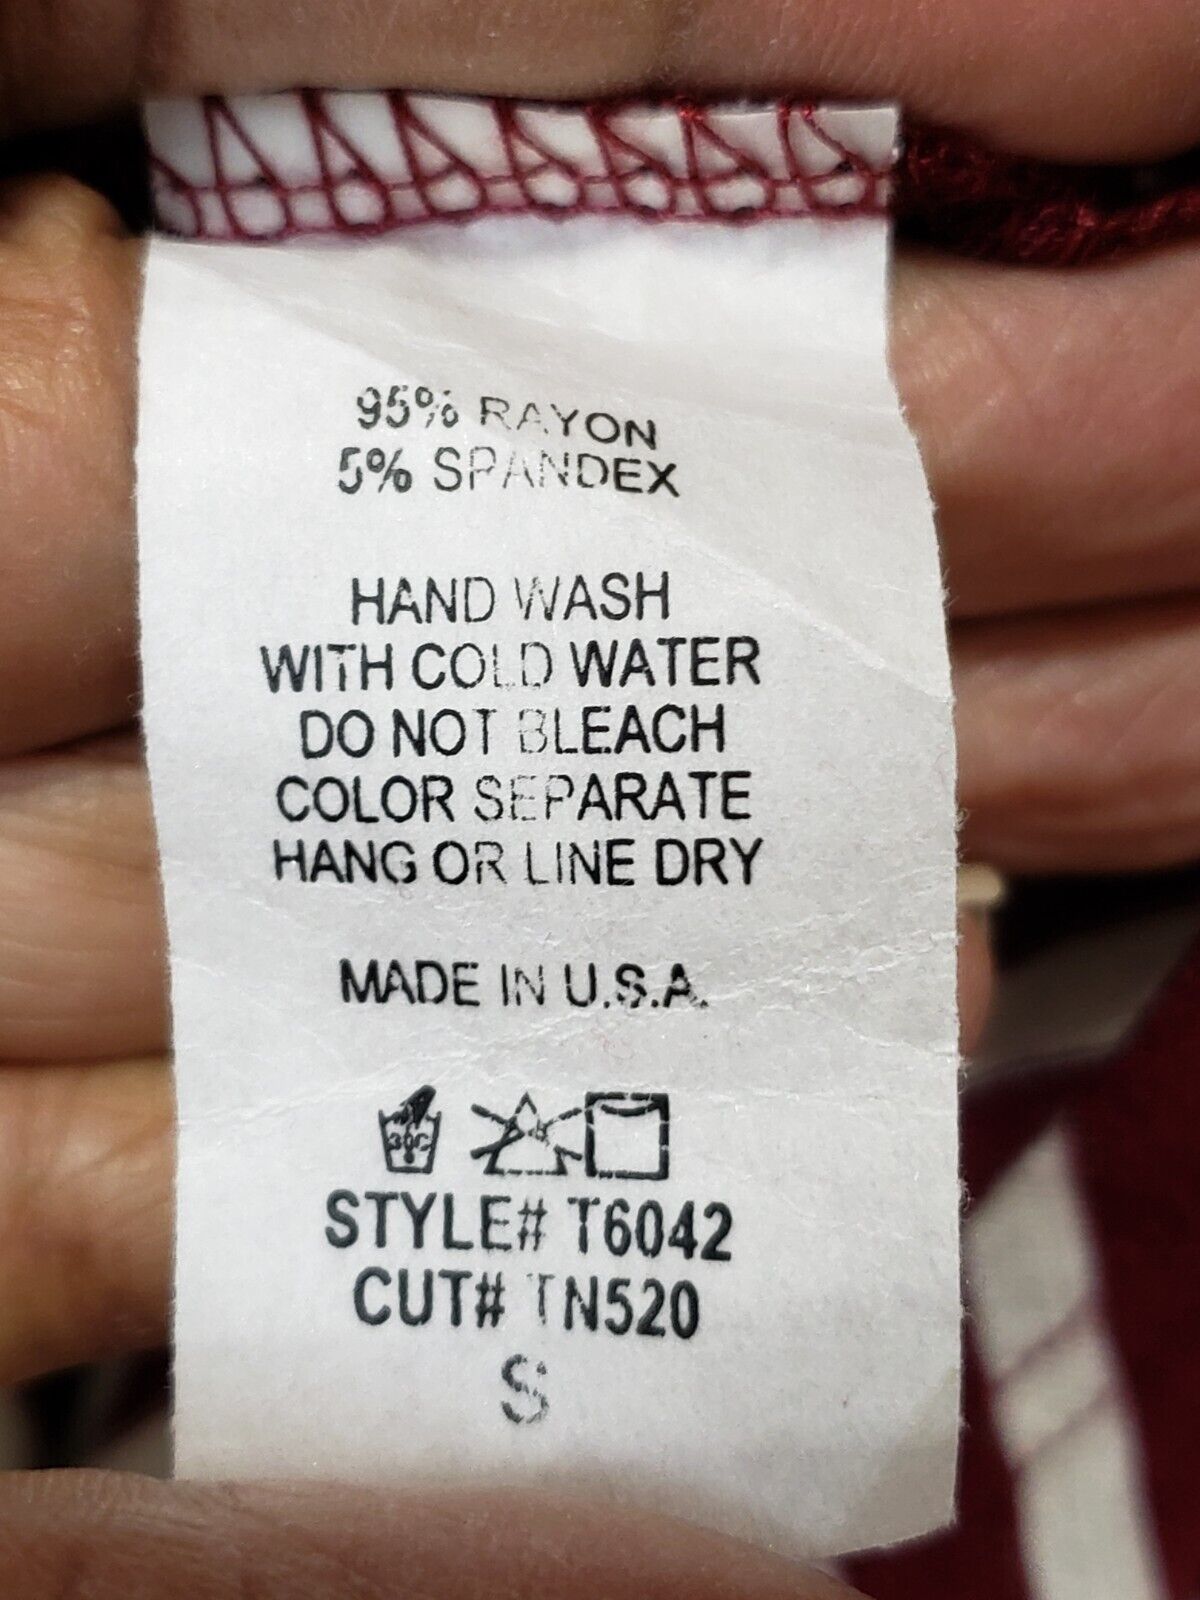 95% RAYON
5% SPANDEX
HAND WASH
WITH COLD WATER
DO NOT BLEACH
COLOR SEPARATE
HANG OR LINE DRY
MADE IN U.S.A.
30C
STYLE# T6042
CUT# TN520
S